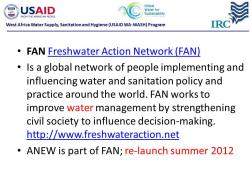 USAID
FROM THE AMERICAN PEOPLE
Global
Water for
Sustainability
West Africa Water Supply, Sanitation and Hygiene (USAID WA-WASH) Program
IRC
• FAN Freshwater Action Network (FAN)
• Is a global network of people implementing and
influencing water and sanitation policy and
practice around the world. FAN works to
improve water management by strengthening
civil society to influence decision-making.
http://www.freshwateraction.net
• ANEW is part of FAN; re-launch summer 2012